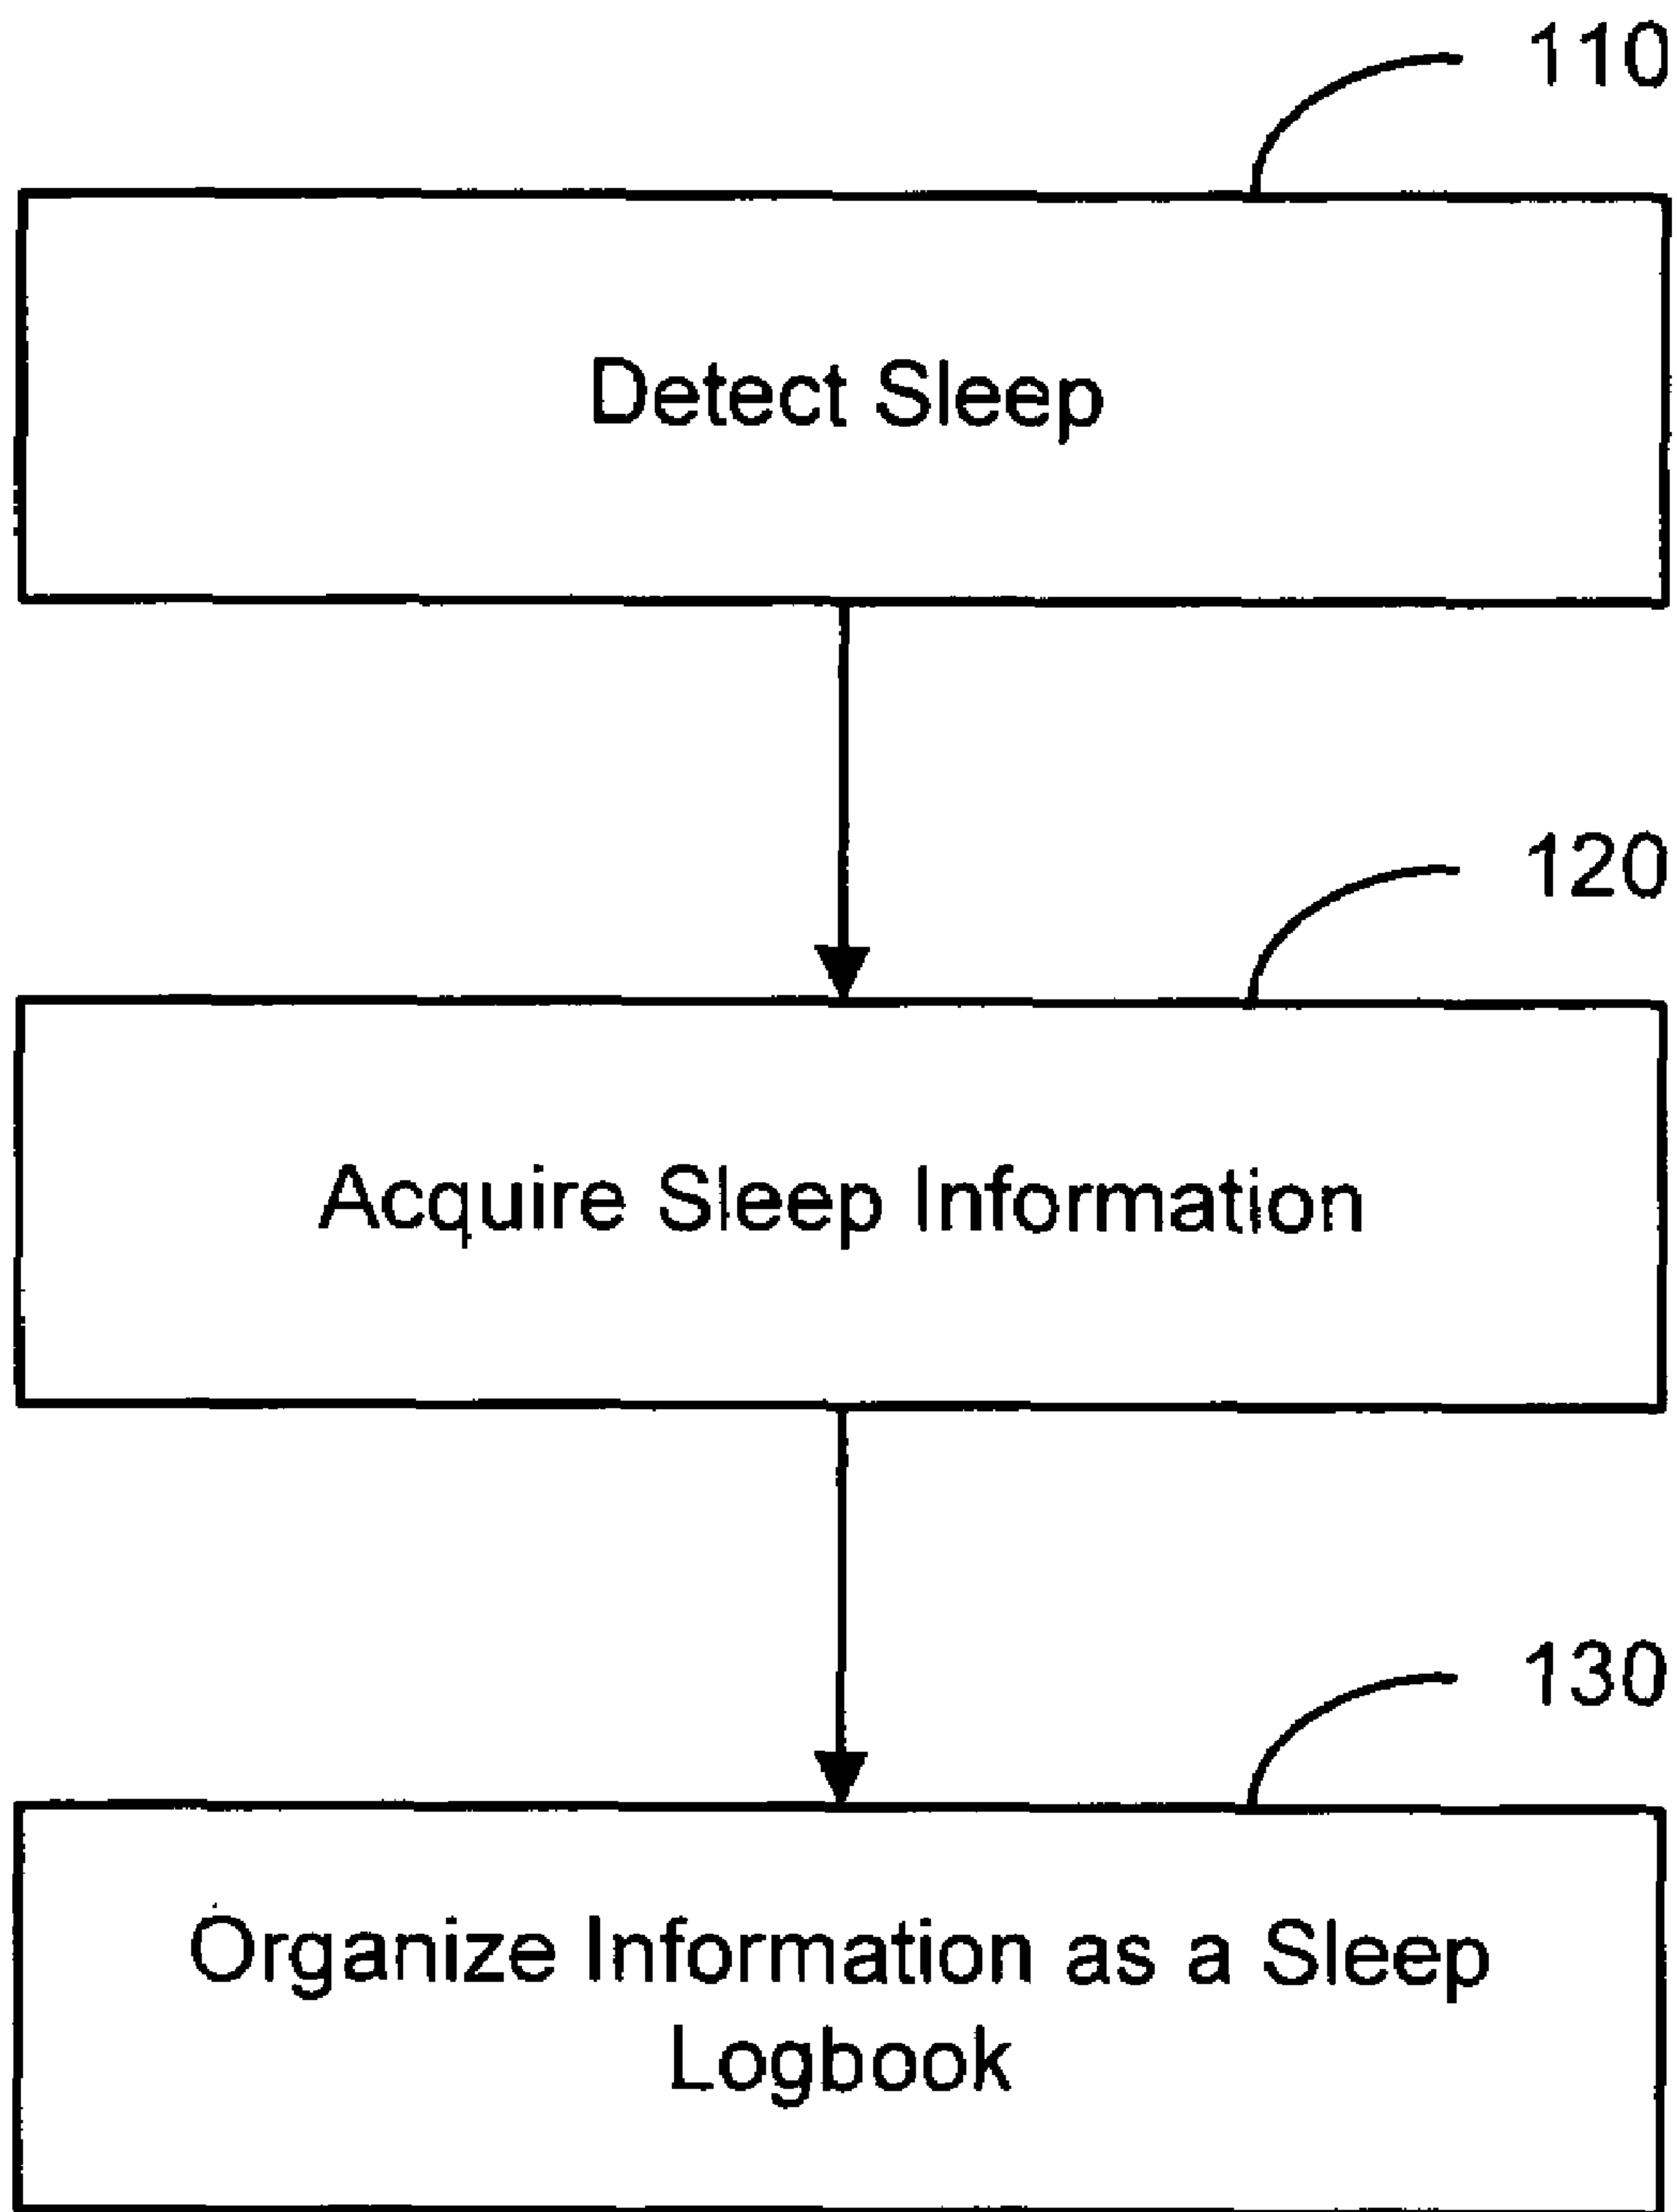 110
Detect Sleep
120
Acquire Sleep Information
130
Organize Information as a Sleep
Logbook